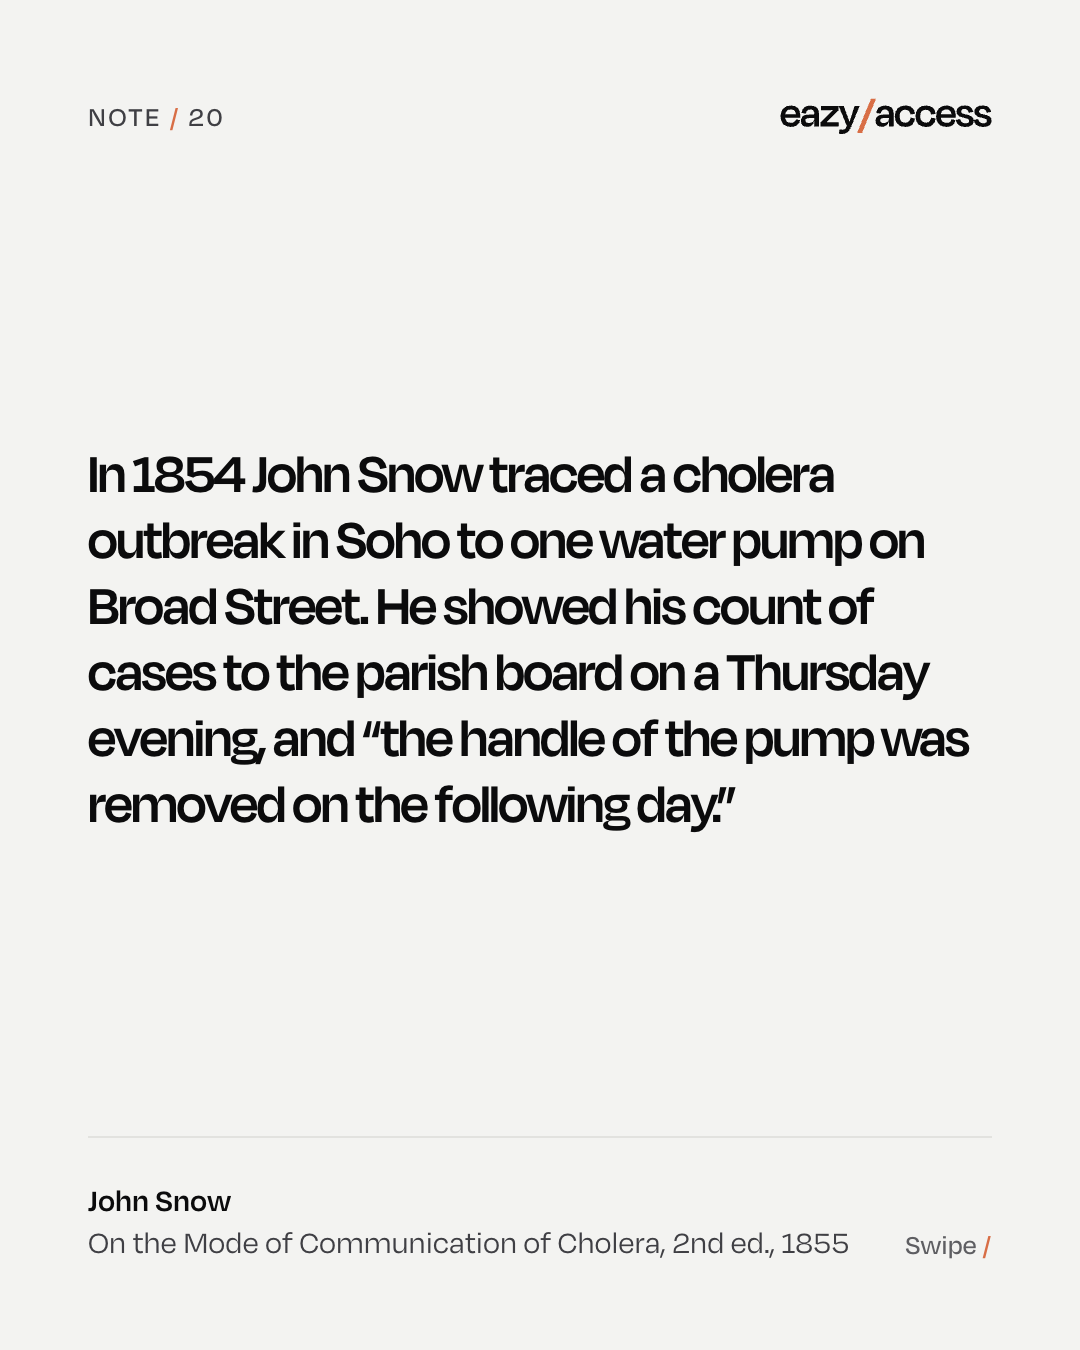 NOTE / 20
eazy/access
In 1854 John Snow traced a cholera
outbreak in Soho to one water pump on
Broad Street. He showed his count of
cases to the parish board on a Thursday
evening, and “the handle of the pump was
removed on the following day.”
John Snow
On the Mode of Communication of Cholera, 2nd ed., 1855
Swipe /